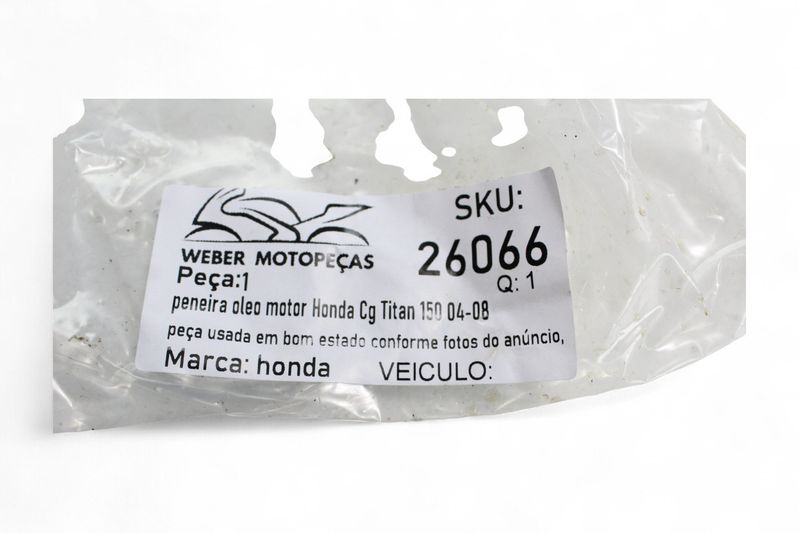 SKU:
WEBER MOTOPEÇAS
26066
Peça:1
Q: 1
peneira oleo motor Honda Cg Titan 150 04-08
peça usada em bom estado conforme fotos do anúncio,
Marca: honda
VEICULO: